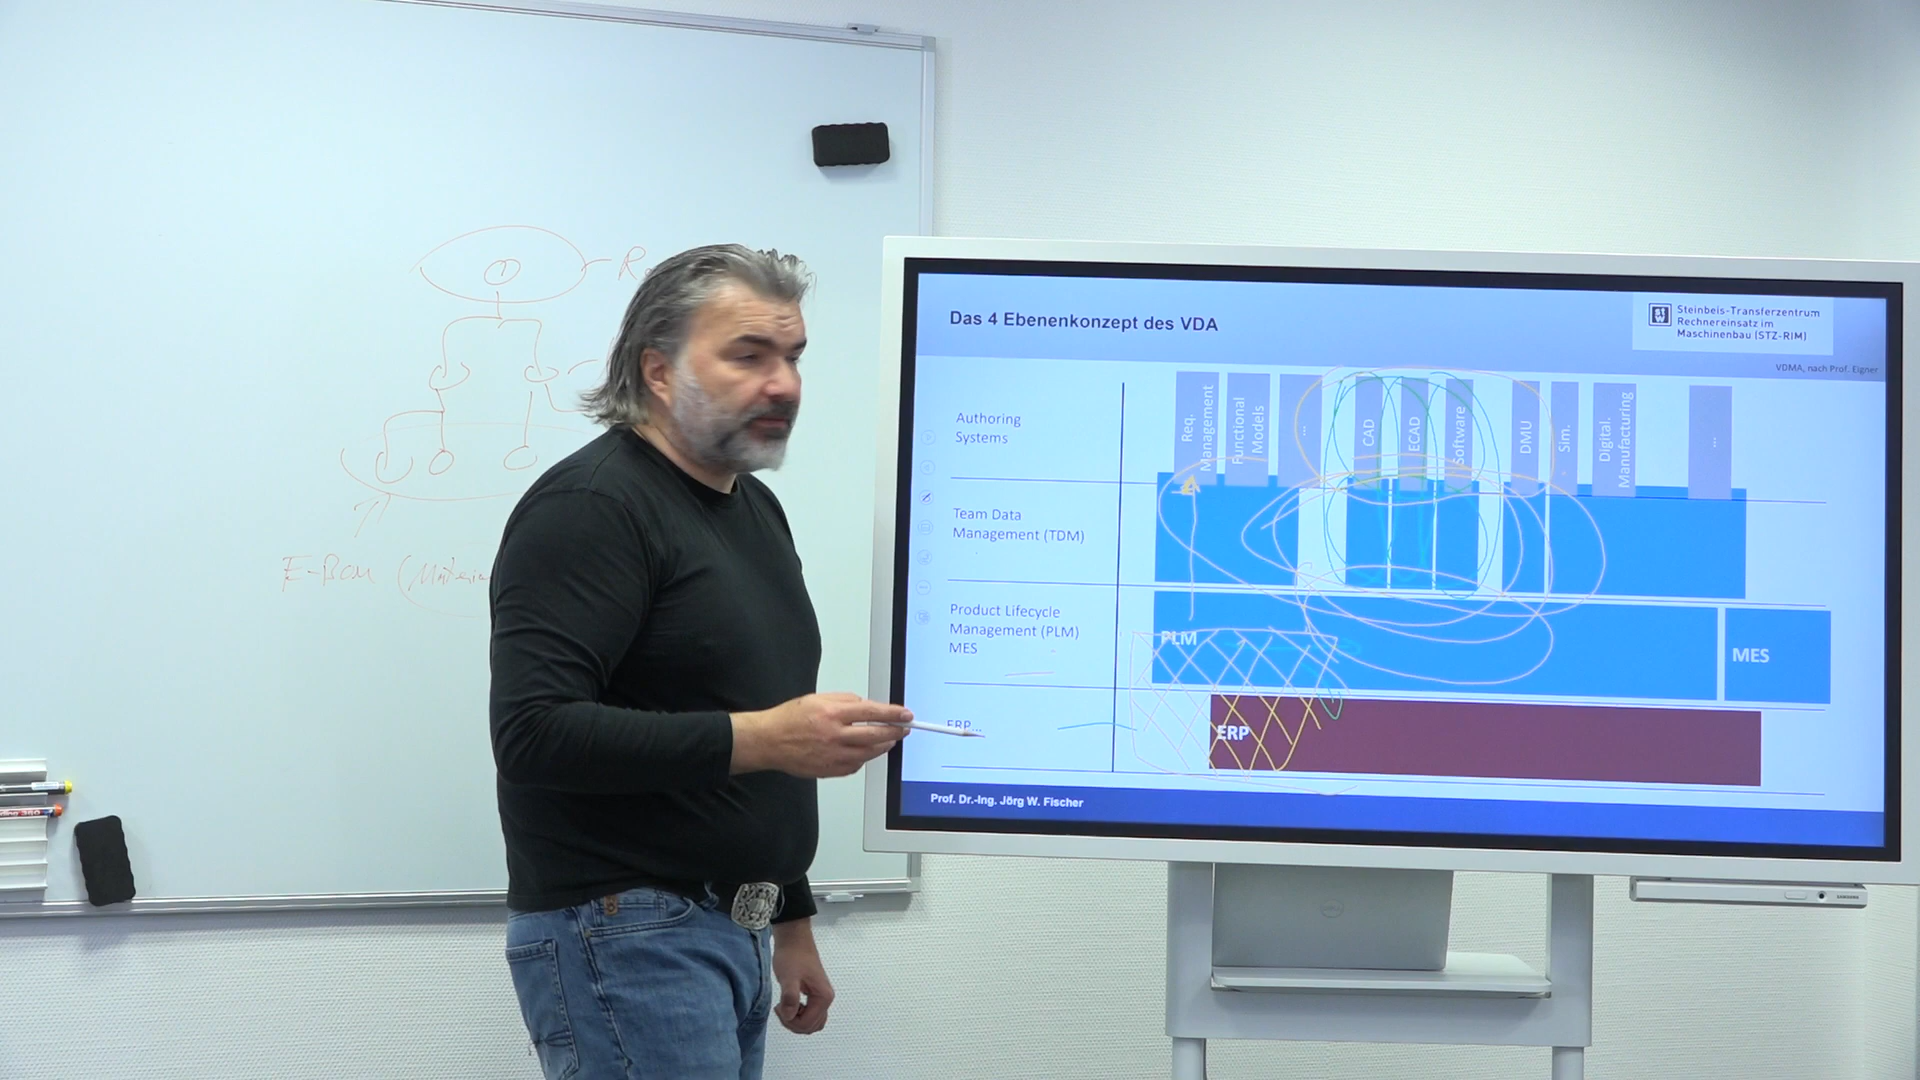 E-Bom
Das 4 Ebenenkonzept des VDA
Steinbeis-Transferzentrum
Rechnereinsatz im
Maschinenbau (STZ-RIM)
VDMA, nach Prof. Eigner
Authoring
Systems
Req.
Management
Functional
Models
...
CAD
ECAD
Software
DMU
Sim.
Digital.
Manufacturing
...
Team Data
Management (TDM)
Product Lifecycle
Management (PLM)
MES
PLM
MES
ERP...
ERP
Prof. Dr.-Ing. Jörg W. Fischer
SAMSUNG